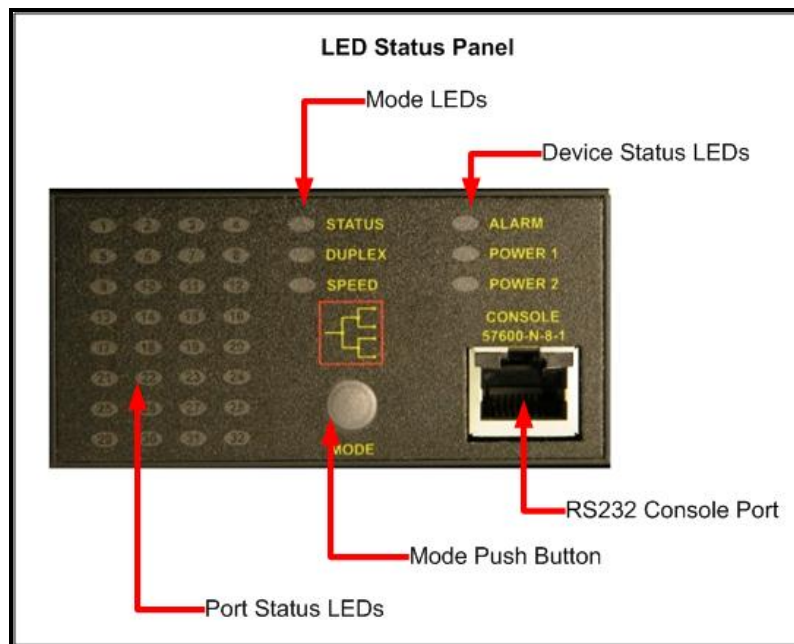 LED Status Panel
Mode LEDs
Device Status LEDs
1 2 3 4 STATUS ALARM
5 6 7 8 DUPLEX POWER 1
9 10 11 12 SPEED POWER 2
13 14 15 16 CONSOLE
17 18 19 20 57600-N-8-1
21 22 23 24
25 26 27 28
29 30 31 32 MODE
RS232 Console Port
Mode Push Button
Port Status LEDs